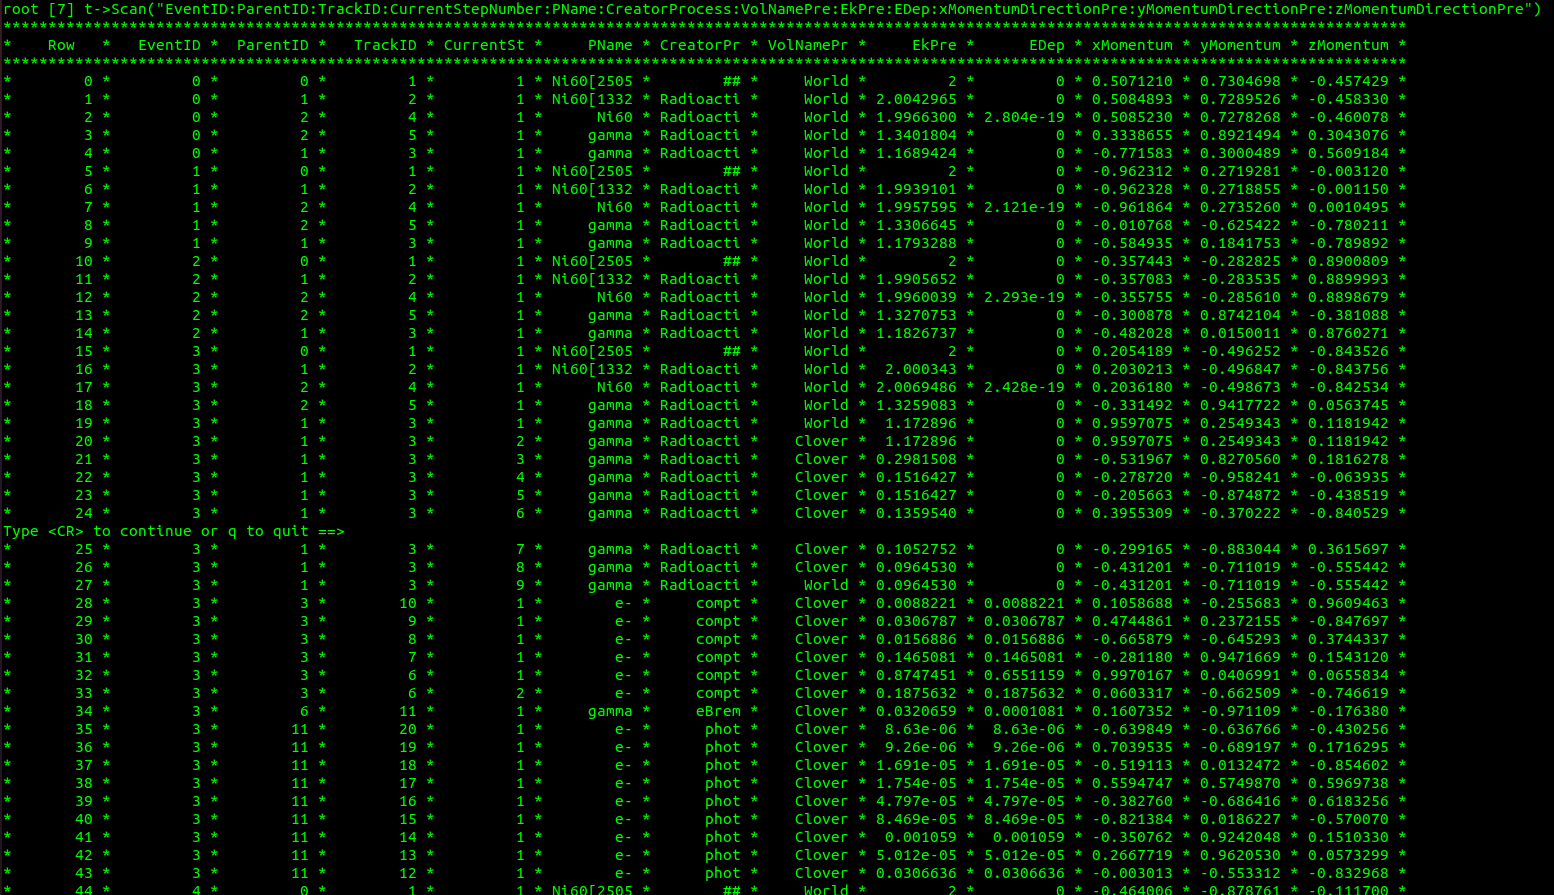 root [7] t->Scan("EventID:ParentID:TrackID:CurrentStepNumber:PName:CreatorProcess:VolNamePre:EkPre:EDep:xMomentumDirectionPre:yMomentumDirectionPre:zMomentumDirectionPre")
************************************************************************************************************************************************************
* Row * EventID * ParentID * TrackID * CurrentSt * PName * CreatorPr * VolNamePr * EkPre * EDep * xMomentum * yMomentum * zMomentum *
************************************************************************************************************************************************************
* 0 * 0 * 0 * 1 * 1 * Ni60[2505 * ## * World * 2 * 0 * 0.5071210 * 0.7304698 * -0.457429 *
* 1 * 0 * 1 * 2 * 1 * Ni60[1332 * Radioacti * World * 2.0042965 * 0 * 0.5084893 * 0.7289526 * -0.458330 *
* 2 * 0 * 2 * 4 * 1 * Ni60 * Radioacti * World * 1.9966300 * 2.804e-19 * 0.5085230 * 0.7278268 * -0.460078 *
* 3 * 0 * 2 * 5 * 1 * gamma * Radioacti * World * 1.3401804 * 0 * 0.3338655 * 0.8921494 * 0.3043076 *
* 4 * 0 * 1 * 3 * 1 * gamma * Radioacti * World * 1.1689424 * 0 * -0.771583 * 0.3000489 * 0.5609184 *
* 5 * 1 * 0 * 1 * 1 * Ni60[2505 * ## * World * 2 * 0 * -0.962312 * 0.2719281 * -0.003120 *
* 6 * 1 * 1 * 2 * 1 * Ni60[1332 * Radioacti * World * 1.9939101 * 0 * -0.962328 * 0.2718855 * -0.001150 *
* 7 * 1 * 2 * 4 * 1 * Ni60 * Radioacti * World * 1.9957595 * 2.121e-19 * -0.961864 * 0.2735260 * 0.0010495 *
* 8 * 1 * 2 * 5 * 1 * gamma * Radioacti * World * 1.3306645 * 0 * -0.010768 * -0.625422 * -0.780211 *
* 9 * 1 * 1 * 3 * 1 * gamma * Radioacti * World * 1.1793288 * 0 * -0.584935 * 0.1841753 * -0.789892 *
* 10 * 2 * 0 * 1 * 1 * Ni60[2505 * ## * World * 2 * 0 * -0.357443 * -0.282825 * 0.8900809 *
* 11 * 2 * 1 * 2 * 1 * Ni60[1332 * Radioacti * World * 1.9905652 * 0 * -0.357083 * -0.283535 * 0.8899993 *
* 12 * 2 * 2 * 4 * 1 * Ni60 * Radioacti * World * 1.9960039 * 2.293e-19 * -0.355755 * -0.285610 * 0.8898679 *
* 13 * 2 * 2 * 5 * 1 * gamma * Radioacti * World * 1.3270753 * 0 * -0.300878 * 0.8742104 * -0.381088 *
* 14 * 2 * 1 * 3 * 1 * gamma * Radioacti * World * 1.1826737 * 0 * -0.482028 * 0.0150011 * 0.8760271 *
* 15 * 3 * 0 * 1 * 1 * Ni60[2505 * ## * World * 2 * 0 * 0.2054189 * -0.496252 * -0.843526 *
* 16 * 3 * 1 * 2 * 1 * Ni60[1332 * Radioacti * World * 2.000343 * 0 * 0.2030213 * -0.496847 * -0.843756 *
* 17 * 3 * 2 * 4 * 1 * Ni60 * Radioacti * World * 2.0069486 * 2.428e-19 * 0.2036180 * -0.498673 * -0.842534 *
* 18 * 3 * 2 * 5 * 1 * gamma * Radioacti * World * 1.3259083 * 0 * -0.331492 * 0.9417722 * 0.0563745 *
* 19 * 3 * 1 * 3 * 1 * gamma * Radioacti * World * 1.172896 * 0 * 0.9597075 * 0.2549343 * 0.1181942 *
* 20 * 3 * 1 * 3 * 2 * gamma * Radioacti * Clover * 1.172896 * 0 * 0.9597075 * 0.2549343 * 0.1181942 *
* 21 * 3 * 1 * 3 * 3 * gamma * Radioacti * Clover * 0.2981508 * 0 * -0.531967 * 0.8270560 * 0.1816278 *
* 22 * 3 * 1 * 3 * 4 * gamma * Radioacti * Clover * 0.1516427 * 0 * -0.278720 * -0.958241 * -0.063935 *
* 23 * 3 * 1 * 3 * 5 * gamma * Radioacti * Clover * 0.1516427 * 0 * -0.205663 * -0.874872 * -0.438519 *
* 24 * 3 * 1 * 3 * 6 * gamma * Radioacti * Clover * 0.1359540 * 0 * 0.3955309 * -0.370222 * -0.840529 *
Type <CR> to continue or q to quit ==>
* 25 * 3 * 1 * 3 * 7 * gamma * Radioacti * Clover * 0.1052752 * 0 * -0.299165 * -0.883044 * 0.3615697 *
* 26 * 3 * 1 * 3 * 8 * gamma * Radioacti * Clover * 0.0964530 * 0 * -0.431201 * -0.711019 * -0.555442 *
* 27 * 3 * 1 * 3 * 9 * gamma * Radioacti * World * 0.0964530 * 0 * -0.431201 * -0.711019 * -0.555442 *
* 28 * 3 * 3 * 10 * 1 * e- * compt * Clover * 0.0088221 * 0.0088221 * 0.1058688 * -0.255683 * 0.9609463 *
* 29 * 3 * 3 * 9 * 1 * e- * compt * Clover * 0.0306787 * 0.0306787 * 0.4744861 * 0.2372155 * -0.847697 *
* 30 * 3 * 3 * 8 * 1 * e- * compt * Clover * 0.0156886 * 0.0156886 * -0.665879 * -0.645293 * 0.3744337 *
* 31 * 3 * 3 * 7 * 1 * e- * compt * Clover * 0.1465081 * 0.1465081 * -0.281180 * 0.9471669 * 0.1543120 *
* 32 * 3 * 3 * 6 * 1 * e- * compt * Clover * 0.8747451 * 0.6551159 * 0.9970167 * 0.0406991 * 0.0655834 *
* 33 * 3 * 3 * 6 * 2 * e- * compt * Clover * 0.1875632 * 0.1875632 * 0.0603317 * -0.662509 * -0.746619 *
* 34 * 3 * 6 * 11 * 1 * gamma * eBrem * Clover * 0.0320659 * 0.0001081 * 0.1607352 * -0.971109 * -0.176380 *
* 35 * 3 * 11 * 20 * 1 * e- * phot * Clover * 8.63e-06 * 8.63e-06 * -0.639849 * -0.636766 * -0.430256 *
* 36 * 3 * 11 * 19 * 1 * e- * phot * Clover * 9.26e-06 * 9.26e-06 * 0.7039535 * -0.689197 * 0.1716295 *
* 37 * 3 * 11 * 18 * 1 * e- * phot * Clover * 1.691e-05 * 1.691e-05 * -0.519113 * 0.0132472 * -0.854602 *
* 38 * 3 * 11 * 17 * 1 * e- * phot * Clover * 1.754e-05 * 1.754e-05 * 0.5594747 * 0.5749870 * 0.5969738 *
* 39 * 3 * 11 * 16 * 1 * e- * phot * Clover * 4.797e-05 * 4.797e-05 * -0.382760 * -0.686416 * 0.6183256 *
* 40 * 3 * 11 * 15 * 1 * e- * phot * Clover * 8.469e-05 * 8.469e-05 * -0.821384 * 0.0186227 * -0.570070 *
* 41 * 3 * 11 * 14 * 1 * e- * phot * Clover * 0.001059 * 0.001059 * -0.350762 * 0.9242048 * 0.1510330 *
* 42 * 3 * 11 * 13 * 1 * e- * phot * Clover * 5.012e-05 * 5.012e-05 * 0.2667719 * 0.9620530 * 0.0573299 *
* 43 * 3 * 11 * 12 * 1 * e- * phot * Clover * 0.0306636 * 0.0306636 * -0.003013 * -0.553312 * -0.832968 *
* 44 * 4 * 0 * 1 * 1 * Ni60[2505 * ## * World * 2 * 0 * -0.464006 * -0.878761 * -0.111700 *